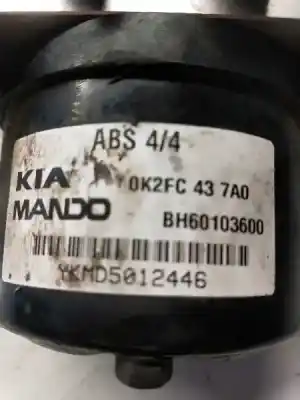 ABS 4/4
KIA 0K2FC 43 7A0
MANDO BH60103600
YKMD5012446